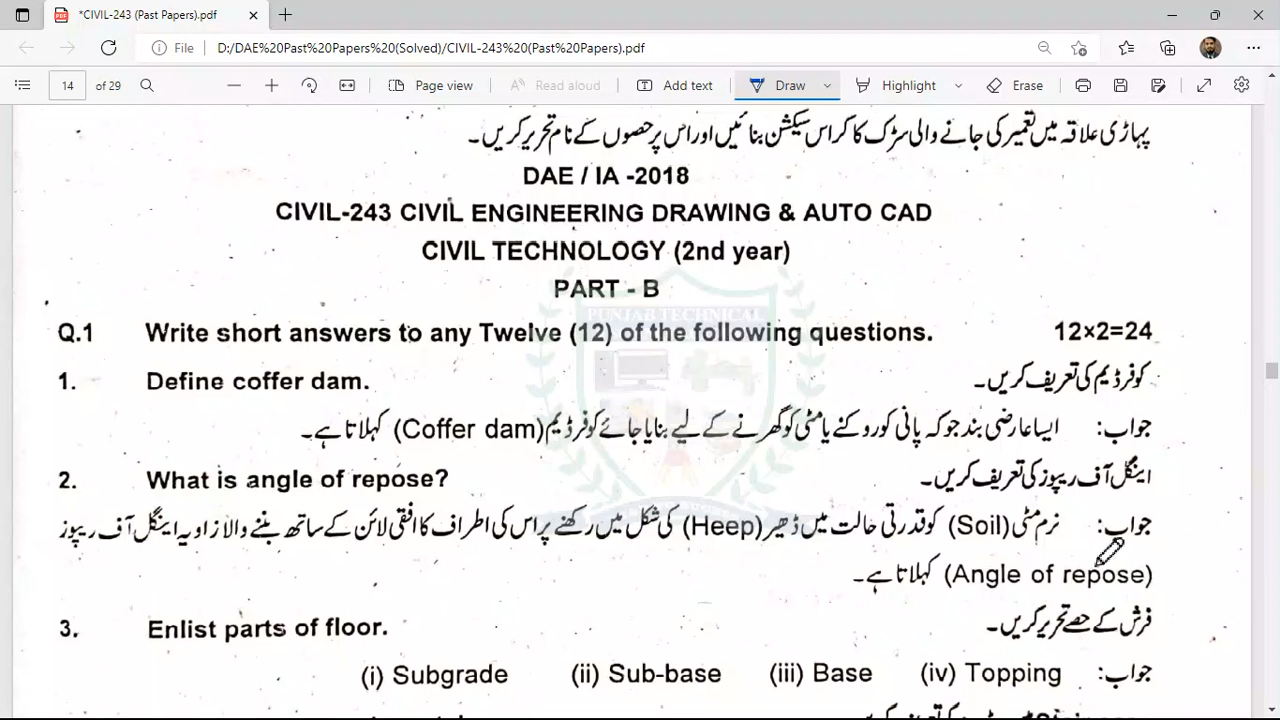 *CIVIL-243 (Past Papers).pdf
File D:/DAE%20Past%20Papers%20(Solved)/CIVIL-243%20(Past%20Papers).pdf
14 of 29 Page view Read aloud Add text Draw Highlight Erase
پہاڑی علاقہ میں تعمیر کی جانے والی سڑک کا کراس سیکشن بنائیں اور اس پر حصوں کے نام تحریر کریں۔
DAE / IA -2018
CIVIL-243 CIVIL ENGINEERING DRAWING & AUTO CAD
CIVIL TECHNOLOGY (2nd year)
PART - B
PUNJAB TECHNICAL
Q.1 Write short answers to any Twelve (12) of the following questions. 12×2=24
1. Define coffer dam. کوفر ڈیم کی تعریف کریں۔
جواب: ایسا عارضی بند جو کہ پانی کو روکنے یا مٹی کو گھرنے کے لیے بنایا جائے کوفر ڈیم (Coffer dam) کہلاتا ہے۔
2. What is angle of repose? اینگل آف ریپوز کی تعریف کریں۔
جواب: نرم مٹی (Soil) کو قدرتی حالت میں ڈھیر (Heep) کی شکل میں رکھنے پر اس کی اطراف کا افقی لائن کے ساتھ بننے والا زاویہ اینگل آف ریپوز
(Angle of repose) کہلاتا ہے۔
3. Enlist parts of floor. فرش کے حصے تحریر کریں۔
جواب: (i) Subgrade (ii) Sub-base (iii) Base (iv) Topping